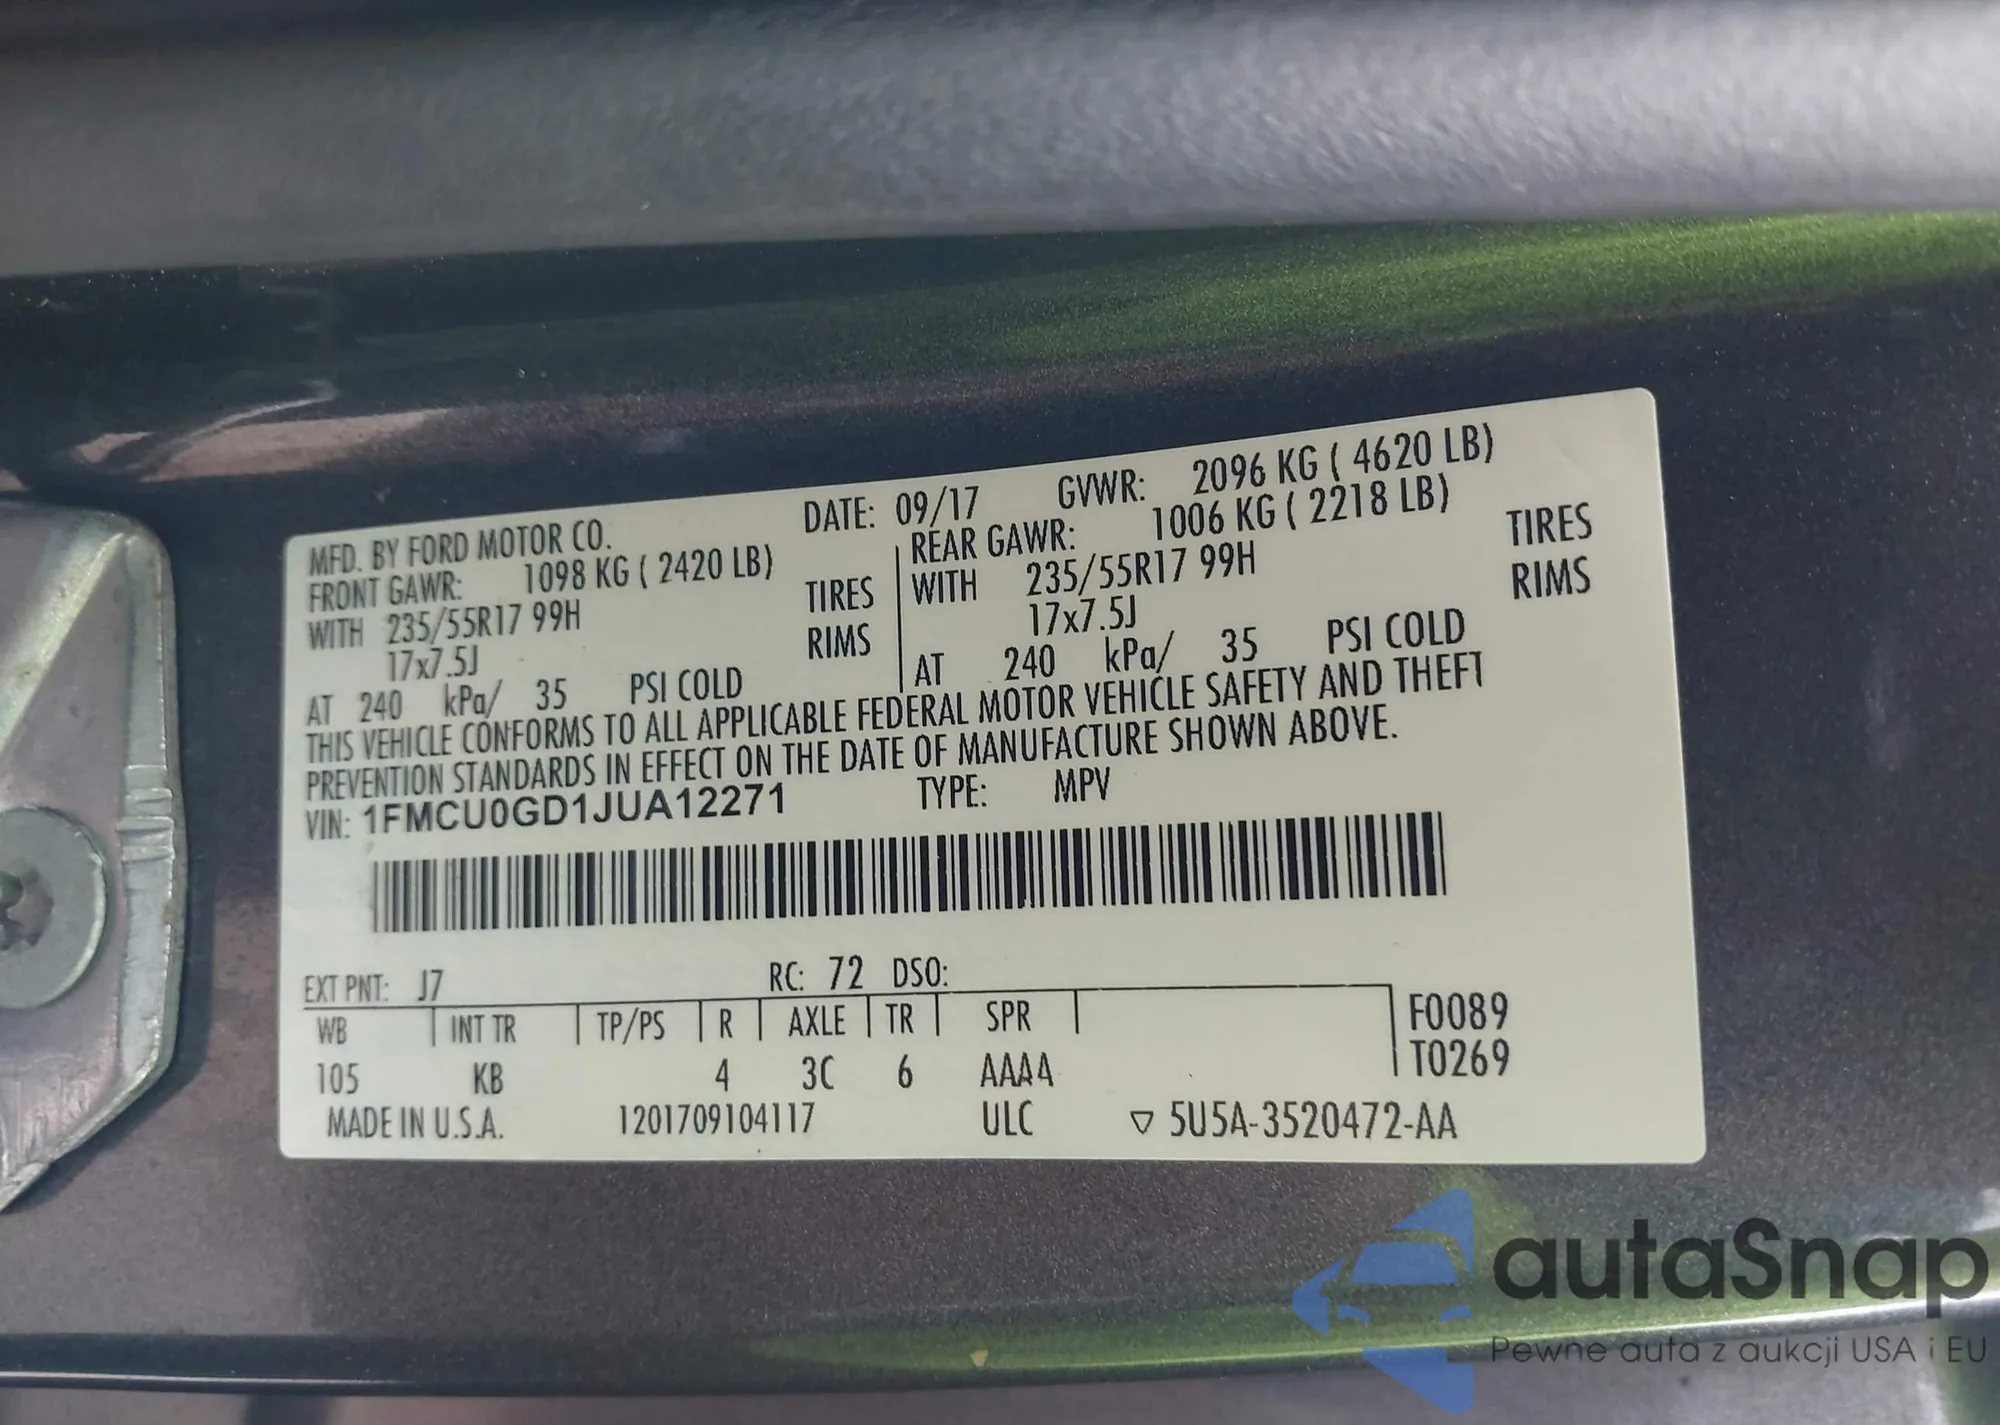 MFD. BY FORD MOTOR CO. DATE: 09/17 GVWR: 2096 KG ( 4620 LB)
FRONT GAWR: 1098 KG ( 2420 LB) REAR GAWR: 1006 KG ( 2218 LB)
WITH 235/55R17 99H TIRES WITH 235/55R17 99H TIRES
17x7.5J RIMS 17x7.5J RIMS
AT 240 kPa/ 35 PSI COLD AT 240 kPa/ 35 PSI COLD
THIS VEHICLE CONFORMS TO ALL APPLICABLE FEDERAL MOTOR VEHICLE SAFETY AND THEFT
PREVENTION STANDARDS IN EFFECT ON THE DATE OF MANUFACTURE SHOWN ABOVE.
VIN: 1FMCU0GD1JUA12271 TYPE: MPV
EXT PNT: J7 RC: 72 DSO:
WB INT TR TP/PS R AXLE TR SPR F0089
105 KB 4 3C 6 AAAA T0269
MADE IN U.S.A. 1201709104117 ULC ▽ 5U5A-3520472-AA
autaSnap
Pewne auta z aukcji USA i EU